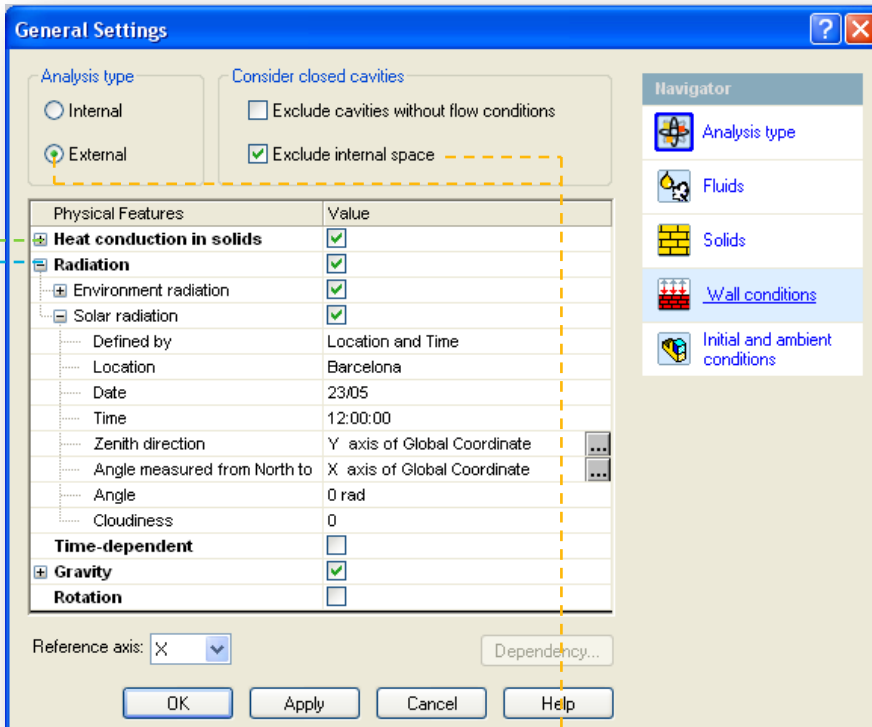 General Settings
Analysis type
Internal
External
Consider closed cavities
Exclude cavities without flow conditions
Exclude internal space
Physical Features Value
Heat conduction in solids
Radiation
Environment radiation
Solar radiation
Defined by Location and Time
Location Barcelona
Date 23/05
Time 12:00:00
Zenith direction Y axis of Global Coordinate ...
Angle measured from North to X axis of Global Coordinate ...
Angle 0 rad
Cloudiness 0
Time-dependent
Gravity
Rotation
Reference axis: X
Dependency...
OK Apply Cancel Help
Navigator
Analysis type
Fluids
Solids
Wall conditions
Initial and ambient
conditions